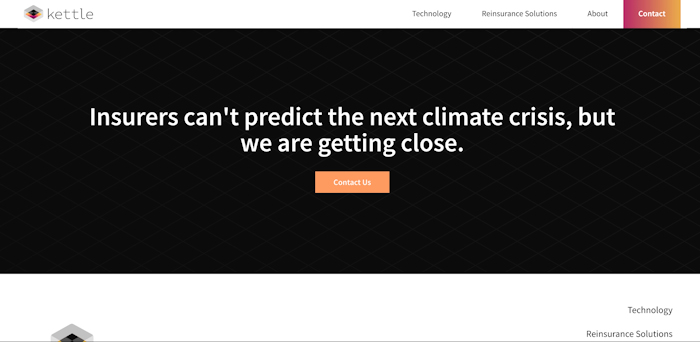 kettle
Technology
Reinsurance Solutions
About
Contact
Insurers can't predict the next climate crisis, but
we are getting close.
Contact Us
Technology
Reinsurance Solutions